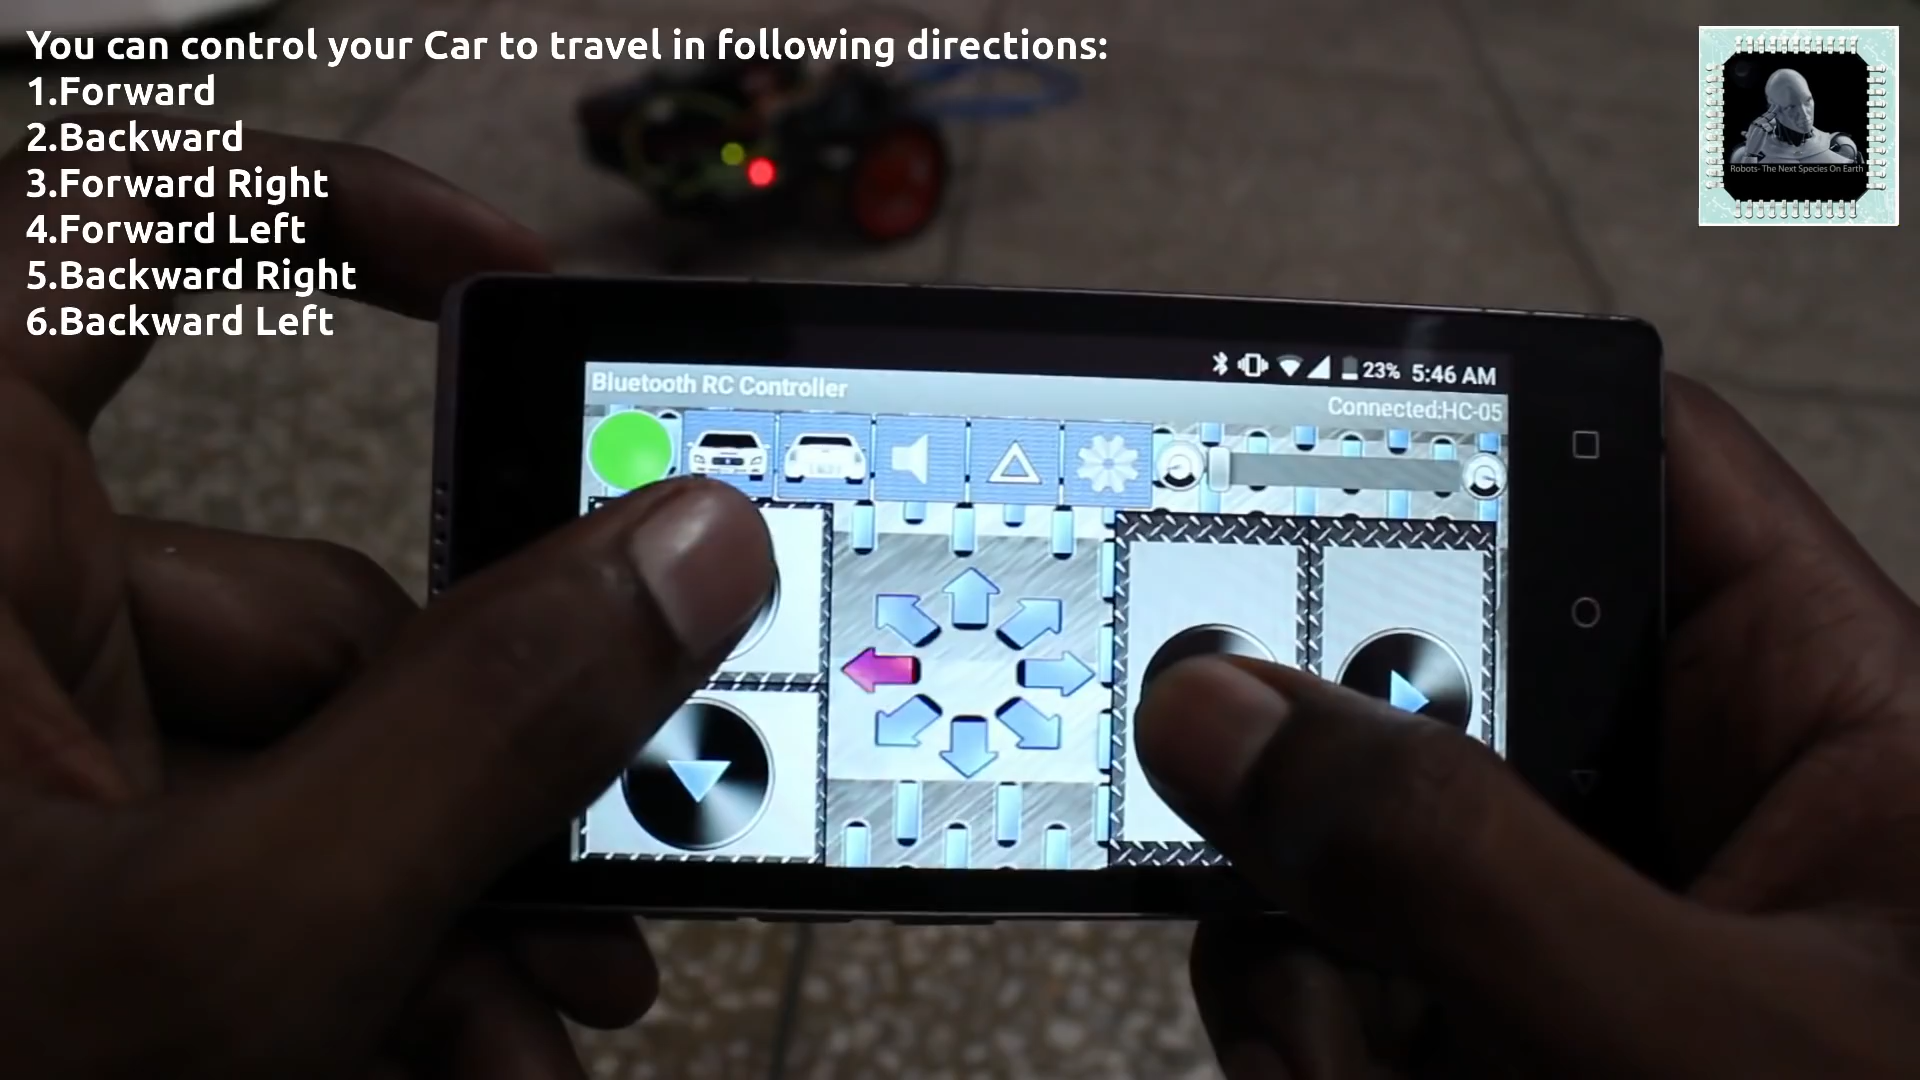 You can control your Car to travel in following directions:
1.Forward
2.Backward
3.Forward Right
4.Forward Left
5.Backward Right
6.Backward Left
Robots- The Next Species On Earth
23% 5:46 AM
Bluetooth RC Controller
Connected:HC-05